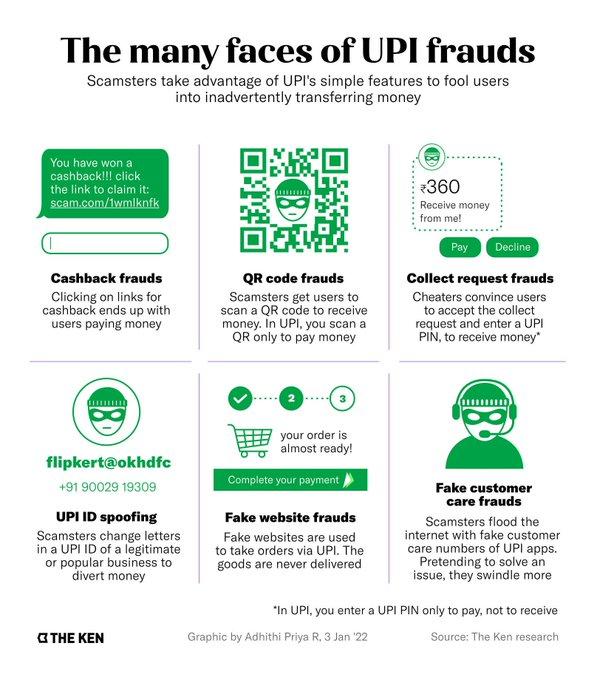 The many faces of UPI frauds
Scamsters take advantage of UPI's simple features to fool users
into inadvertently transferring money
You have won a
cashback!!! click
the link to claim it:
scam.com/1wmlknfk
Cashback frauds
Clicking on links for
cashback ends up with
users paying money
QR code frauds
Scamsters get users to
scan a QR code to receive
money. In UPI, you scan a
QR only to pay money
₹360
Receive money
from me!
Pay
Decline
Collect request frauds
Cheaters convince users
to accept the collect
request and enter a UPI
PIN, to receive money*
flipkert@okhdfc
+91 90029 19309
UPI ID spoofing
Scamsters change letters
in a UPI ID of a legitimate
or popular business to
divert money
2
3
your order is
almost ready!
Complete your payment
Fake website frauds
Fake websites are used
to take orders via UPI. The
goods are never delivered
Fake customer
care frauds
Scamsters flood the
internet with fake customer
care numbers of UPI apps.
Pretending to solve an
issue, they swindle more
*In UPI, you enter a UPI PIN only to pay, not to receive
THE KEN
Graphic by Adhithi Priya R, 3 Jan '22
Source: The Ken research